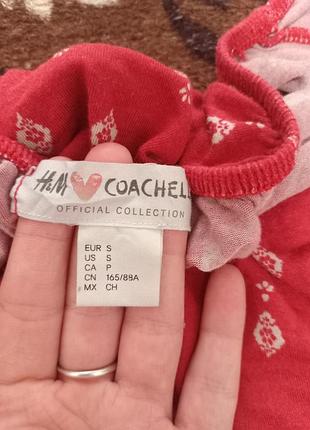 H&M COACHELL
OFFICIAL COLLECTION
EUR S
US S
CA P
CN 165/88A
MX CH